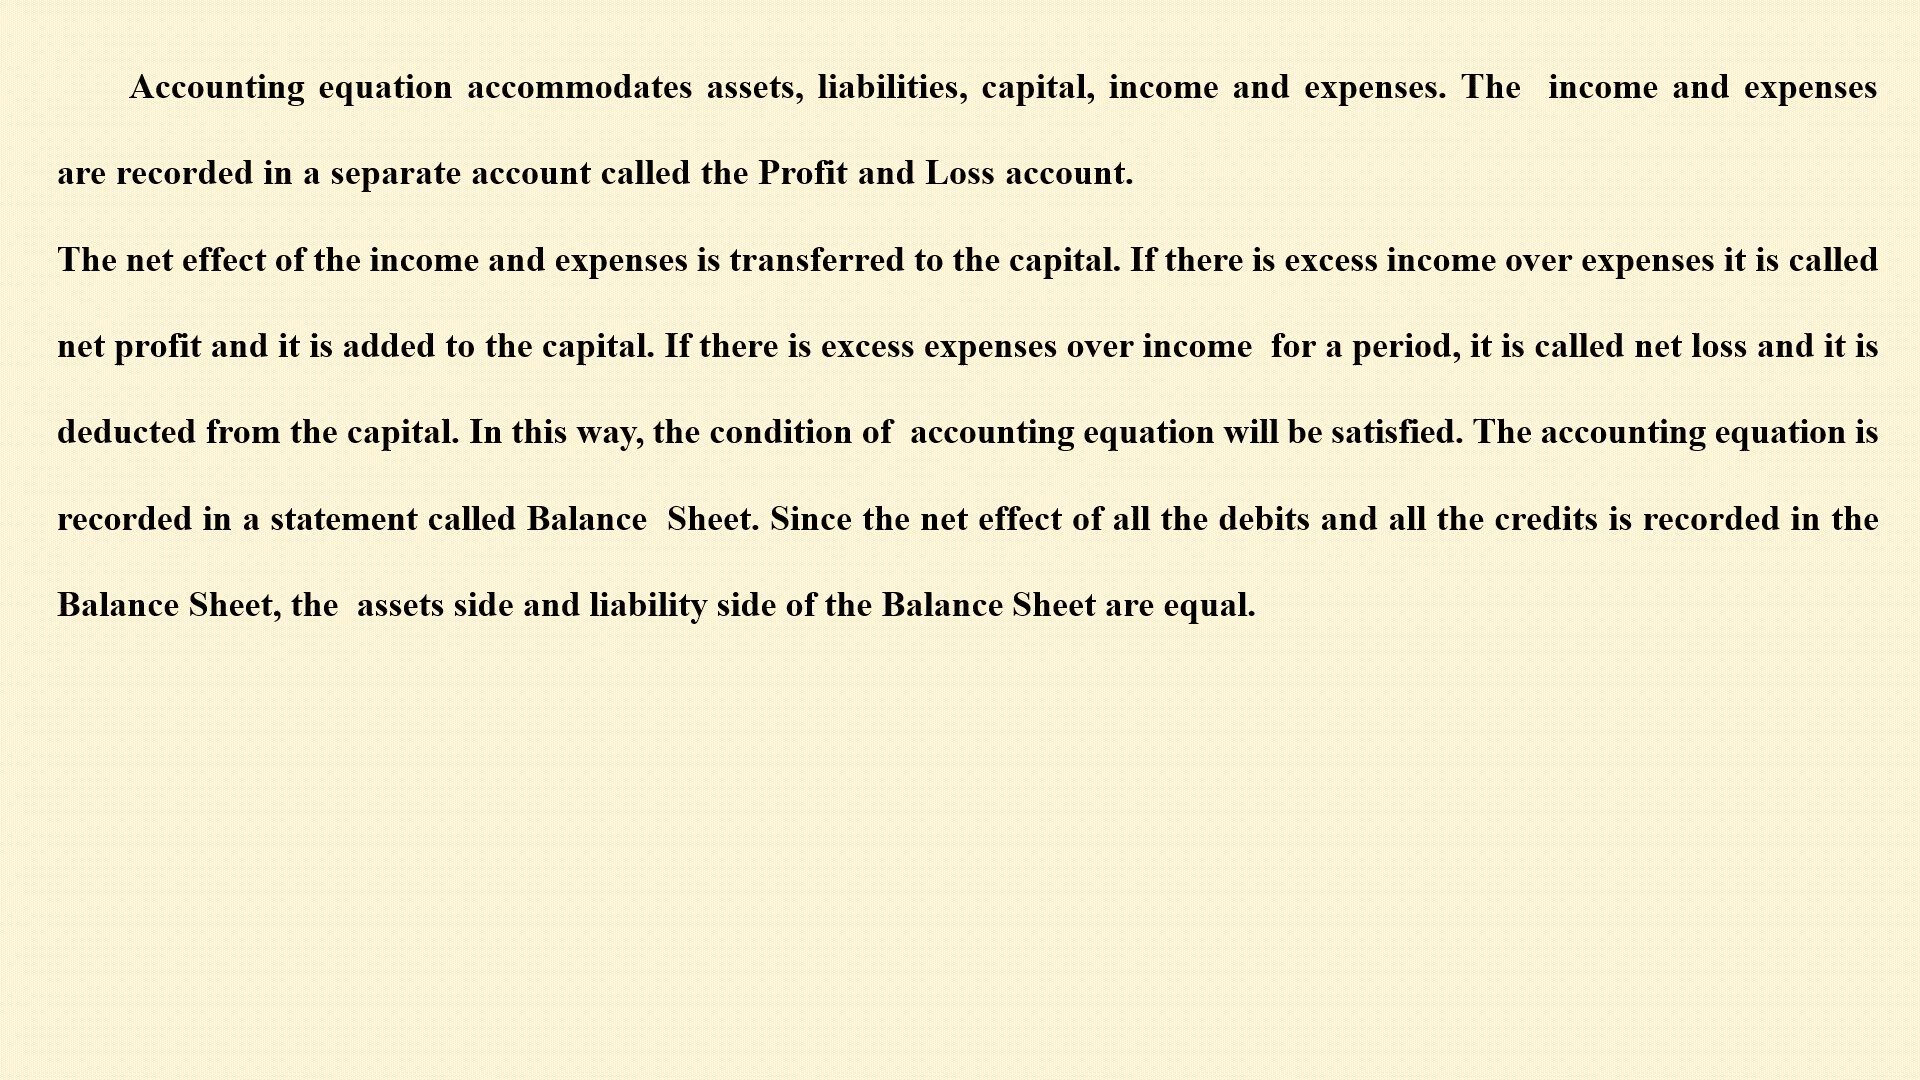 Accounting equation accommodates assets, liabilities, capital, income and expenses. The  income and expenses
are recorded in a separate account called the Profit and Loss account.
The net effect of the income and expenses is transferred to the capital. If there is excess income over expenses it is called
net profit and it is added to the capital. If there is excess expenses over income  for a period, it is called net loss and it is
deducted from the capital. In this way, the condition of  accounting equation will be satisfied. The accounting equation is
recorded in a statement called Balance  Sheet. Since the net effect of all the debits and all the credits is recorded in the
Balance Sheet, the  assets side and liability side of the Balance Sheet are equal.